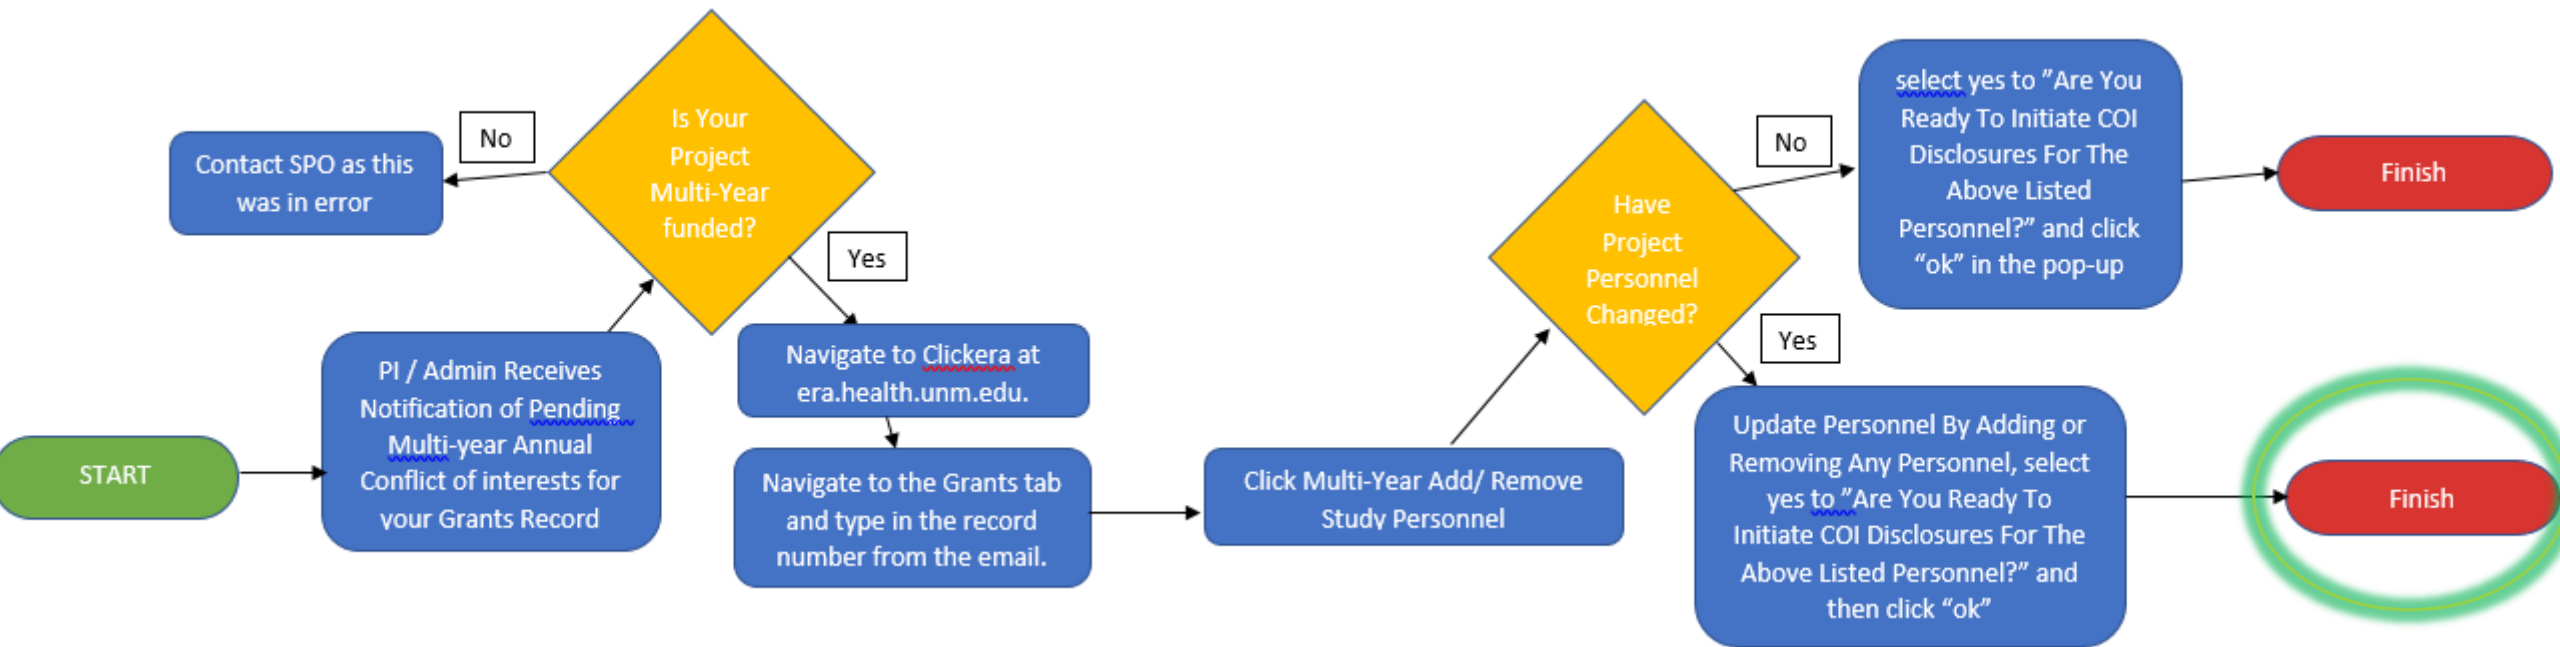 START
PI / Admin Receives
Notification of Pending
Multi-year Annual
Conflict of interests for
your Grants Record
Is Your
Project
Multi-Year
funded?
No
Contact SPO as this
was in error
Yes
Navigate to Clickera at
era.health.unm.edu.
Navigate to the Grants tab
and type in the record
number from the email.
Click Multi-Year Add/ Remove
Study Personnel
Have
Project
Personnel
Changed?
No
select yes to ”Are You
Ready To Initiate COI
Disclosures For The
Above Listed
Personnel?” and click
“ok” in the pop-up
Finish
Yes
Update Personnel By Adding or
Removing Any Personnel, select
yes to ”Are You Ready To
Initiate COI Disclosures For The
Above Listed Personnel?” and
then click “ok”
Finish